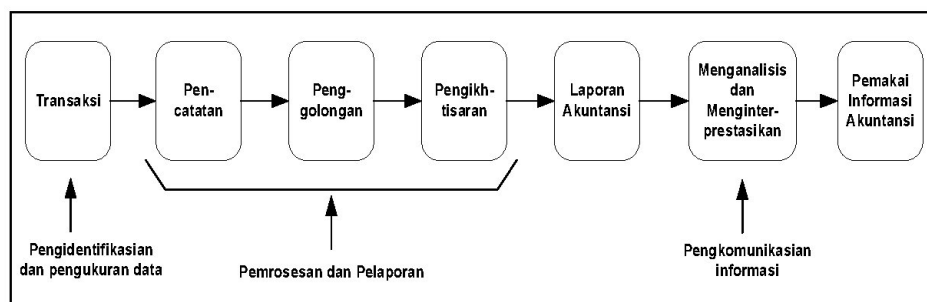 Transaksi
Pen-
catatan
Peng-
golongan
Pengikh-
tisaran
Laporan
Akuntansi
Menganalisis
dan
Menginter-
prestasikan
Pemakai
Informasi
Akuntansi
Pengidentifikasian
dan pengukuran data
Pemrosesan dan Pelaporan
Pengkomunikasian
informasi